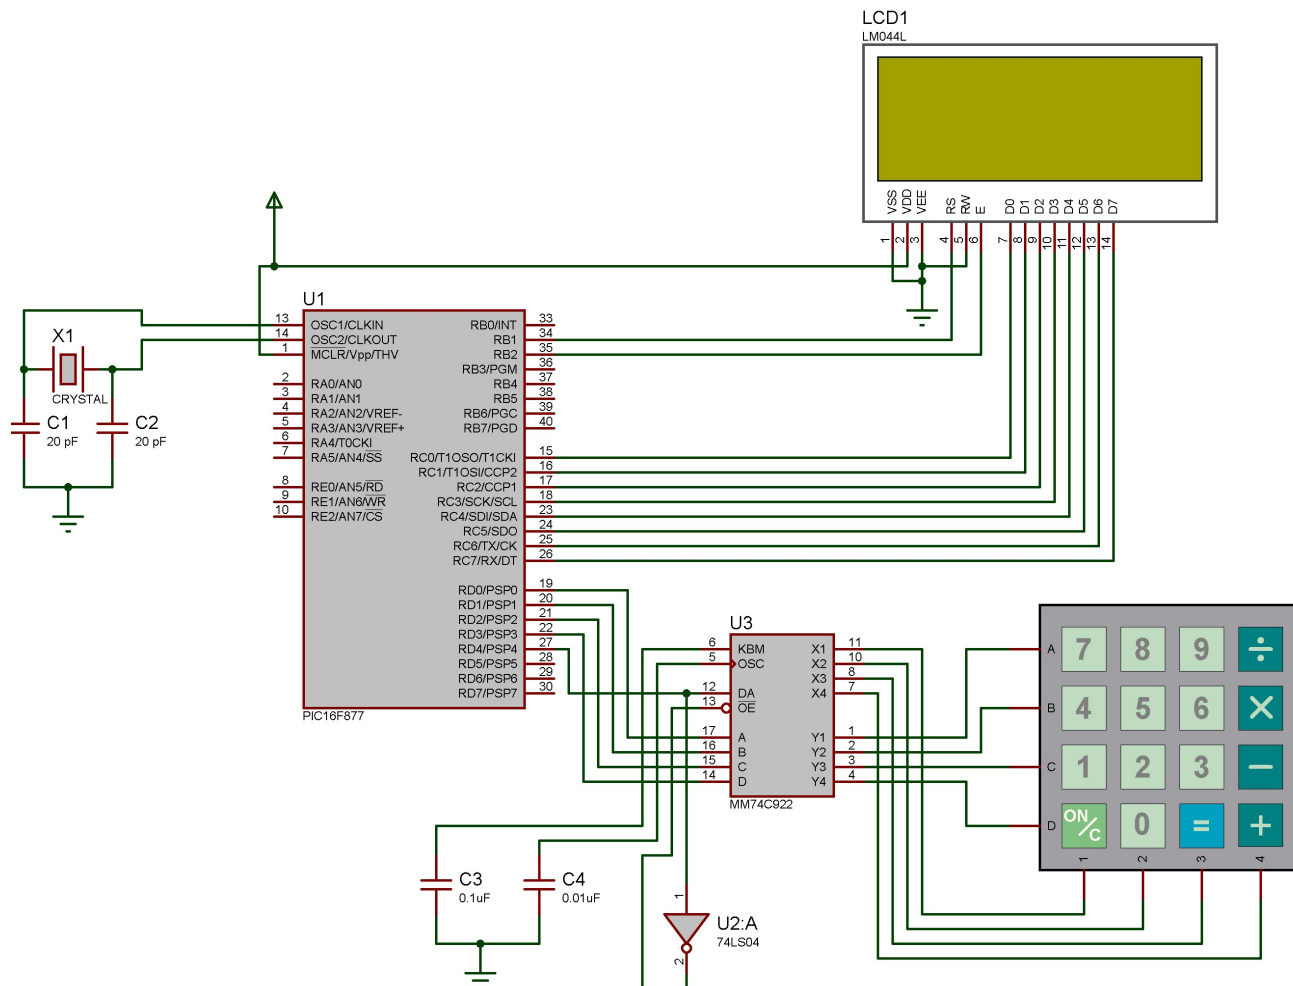 LCD1
LM044L
VSS
VDD
VEE
RS
RW
E
D0
D1
D2
D3
D4
D5
D6
D7
1
2
3
4
5
6
7
8
9
10
11
12
13
14
U1
13 OSC1/CLKIN RB0/INT 33
14 OSC2/CLKOUT RB1 34
1 MCLR/Vpp/THV RB2 35
RB3/PGM 36
2 RA0/AN0 RB4 37
3 RA1/AN1 RB5 38
4 RA2/AN2/VREF- RB6/PGC 39
5 RA3/AN3/VREF+ RB7/PGD 40
6 RA4/T0CKI
7 RA5/AN4/SS RC0/T1OSO/T1CKI 15
RC1/T1OSI/CCP2 16
8 RE0/AN5/RD RC2/CCP1 17
9 RE1/AN6/WR RC3/SCK/SCL 18
10 RE2/AN7/CS RC4/SDI/SDA 23
RC5/SDO 24
RC6/TX/CK 25
RC7/RX/DT 26
RD0/PSP0 19
RD1/PSP1 20
RD2/PSP2 21
RD3/PSP3 22
RD4/PSP4 27
RD5/PSP5 28
RD6/PSP6 29
RD7/PSP7 30
PIC16F877
X1
CRYSTAL
C1
20 pF
C2
20 pF
U3
6 KBM X1 11
5 OSC X2 10
X3 8
12 DA X4 7
13 OE
17 A Y1 1
16 B Y2 2
15 C Y3 3
14 D Y4 4
MM74C922
A 7 8 9 ÷
B 4 5 6 ×
C 1 2 3 −
D ON/C 0 = +
1 2 3 4
C3
0.1uF
C4
0.01uF
1
U2:A
74LS04
2